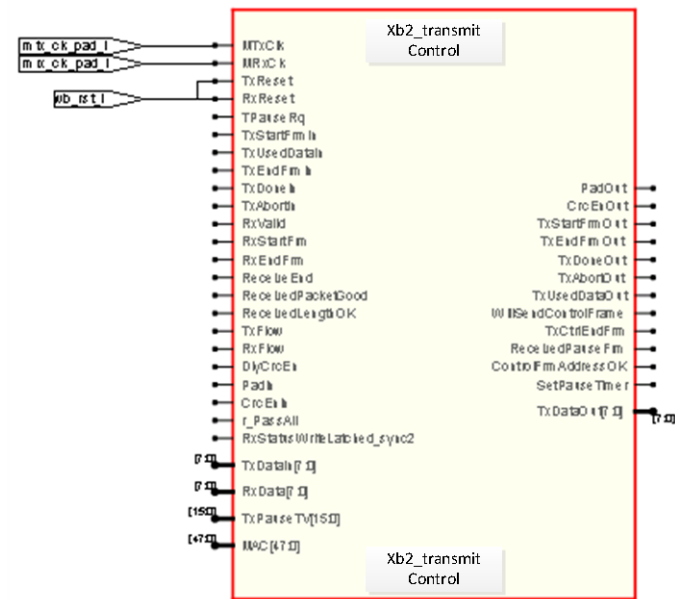 Xb2_transmit
Control
mtx_ck_pad_i
mrx_ck_pad_i
wb_rst_i
MTxClk
MRxClk
TxReset
RxReset
TPauseRq
TxStartFrmIn
TxUsedDataIn
TxEndFrmIn
TxDoneIn
TxAbortIn
RxValid
RxStartFrm
RxEndFrm
ReceiveEnd
ReceivedPacketGood
ReceivedLengthOK
TxFlow
RxFlow
DlyCrcEn
PadIn
CrcEnIn
r_PassAll
RxStatusWriteLatched_sync2
[7:0] TxDataIn[7:0]
[7:0] RxData[7:0]
[15:0] TxPauseTV[15:0]
[47:0] MAC[47:0]
PadOut
CrcEnOut
TxStartFrmOut
TxEndFrmOut
TxDoneOut
TxAbortOut
TxUsedDataOut
WillSendControlFrame
TxCtrlEndFrm
ReceivedPauseFrm
ControlFrmAddressOK
SetPauseTimer
TxDataOut[7:0] [7:0]
Xb2_transmit
Control